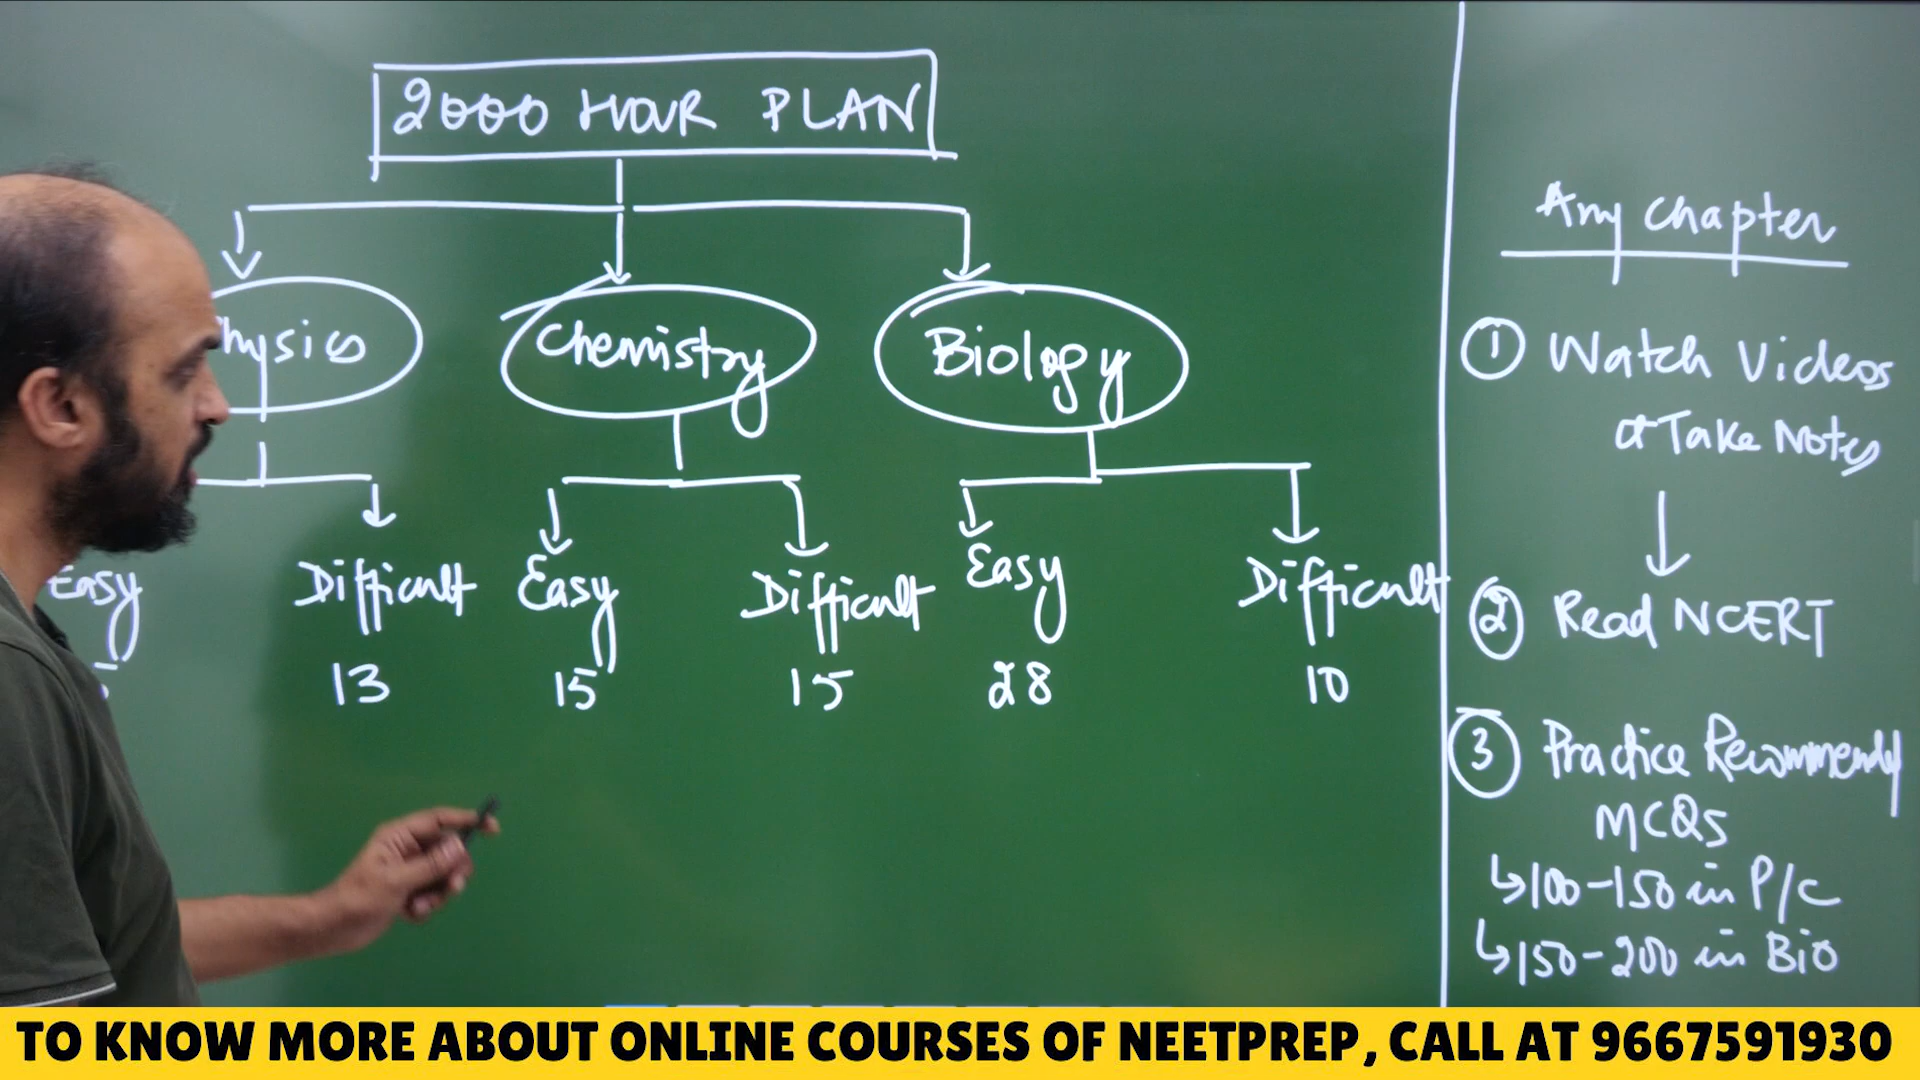 2000 HOUR PLAN
Physics
Chemistry
Biology
Easy
Difficult
13
Easy
15
Difficult
15
Easy
28
Difficult
10
Any chapter
① Watch Videos
& Take Notes
② Read NCERT
③ Practice Recommended
MCQs
↳100-150 in P/C
↳150-200 in Bio
TO KNOW MORE ABOUT ONLINE COURSES OF NEETPREP, CALL AT 9667591930